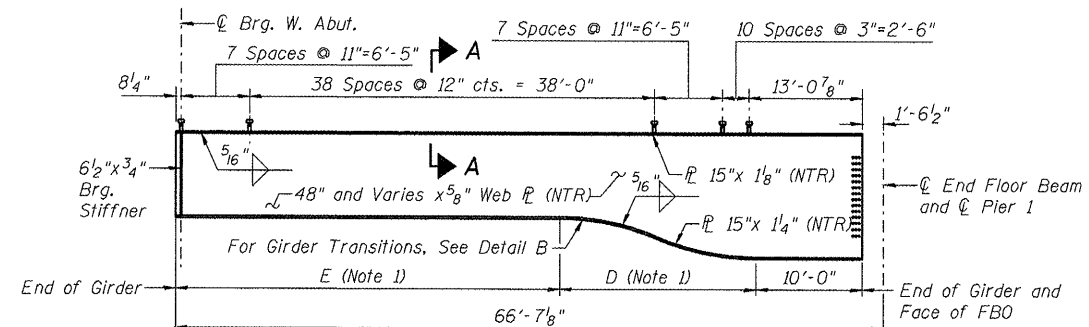 ℄ Brg. W. Abut.
7 Spaces @ 11"=6'-5"
10 Spaces @ 3"=2'-6"
A
7 Spaces @ 11"=6'-5"
8¼"
38 Spaces @ 12" cts. = 38'-0"
13'-0⅞"
1'-6½"
6½"x¾"
Brg.
Stiffner
5/16"
A
5/16"
℄ 15"x 1⅛" (NTR)
48" and Varies x⅝" Web ℄ (NTR)
℄ End Floor Beam
and ℄ Pier 1
℄ 15"x 1¼" (NTR)
For Girder Transitions, See Detail B
End of Girder
E (Note 1)
D (Note 1)
10'-0"
End of Girder and
Face of FBO
66'-7⅛"